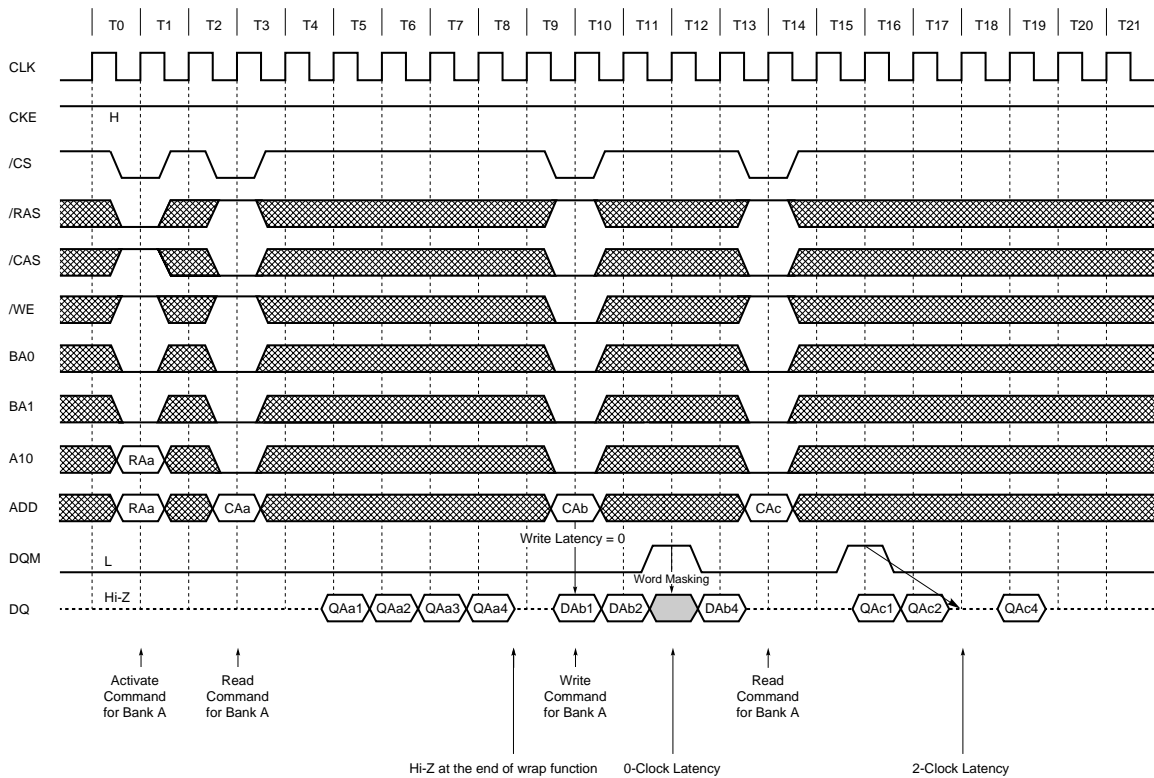 T0 T1 T2 T3 T4 T5 T6 T7 T8 T9 T10 T11 T12 T13 T14 T15 T16 T17 T18 T19 T20 T21
CLK
CKE H
/CS
/RAS
/CAS
/WE
BA0
BA1
A10 RAa
ADD RAa CAa CAb CAc
Write Latency = 0
DQM L
Word Masking
Hi-Z
DQ QAa1 QAa2 QAa3 QAa4 DAb1 DAb2 DAb4 QAc1 QAc2 QAc4
Activate Read Write Read
Command Command Command Command
for Bank A for Bank A for Bank A for Bank A
Hi-Z at the end of wrap function 0-Clock Latency 2-Clock Latency